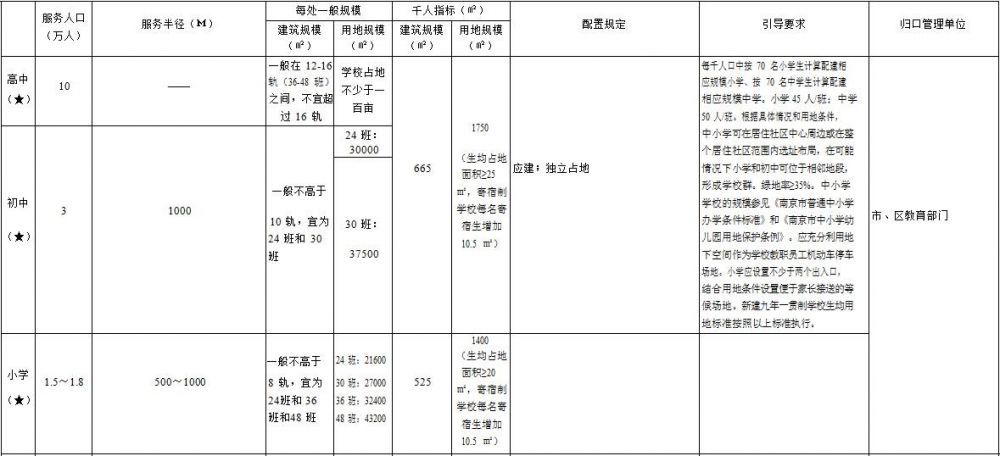 服务人口
（万人）
服务半径（M）
每处一般规模
千人指标（㎡）
配置规定
引导要求
归口管理单位
建筑规模
（㎡）
用地规模
（㎡）
建筑规模
（㎡）
用地规模
（㎡）
高中
（★）
10
——
一般在 12-16
轨（36-48 班）
之间，不宜超
过 16 轨
学校占地
不少于一
百亩
初中
（★）
3
1000
一般不高于
10 轨，宜为
24 班和 30
班
24 班：
30000
30 班：
37500
665
1750
（生均占地
面积≥25
㎡，寄宿制
学校每名寄
宿生增加
10.5 ㎡）
应建；独立占地
每千人口中按 70 名小学生计算配建相
应规模小学、按 70 名中学生计算配建
相应规模中学。小学 45 人/班；中学
50 人/班。根据具体情况和用地条件，
中小学可在居住社区中心周边或在整
个居住社区范围内选址布局，在可能
情况下小学和初中可位于相邻地段，
形成学校群。绿地率≥35%。中小学
学校的规模参见《南京市普通中小学
办学条件标准》和《南京市中小学幼
儿园用地保护条例》。应充分利用地
下空间作为学校教职员工机动车停车
场地。小学应设置不少于两个出入口，
结合用地条件设置便于家长接送的等
候场地。新建九年一贯制学校生均用
地标准按照以上标准执行。
市、区教育部门
小学
（★）
1.5～1.8
500～1000
一般不高于
8 轨，宜为
24班和 36
班和48 班
24 班：21600
30 班：27000
36 班：32400
48 班：43200
525
1400
（生均占地
面积≥20
㎡，寄宿制
学校每名寄
宿生增加
10.5 ㎡）